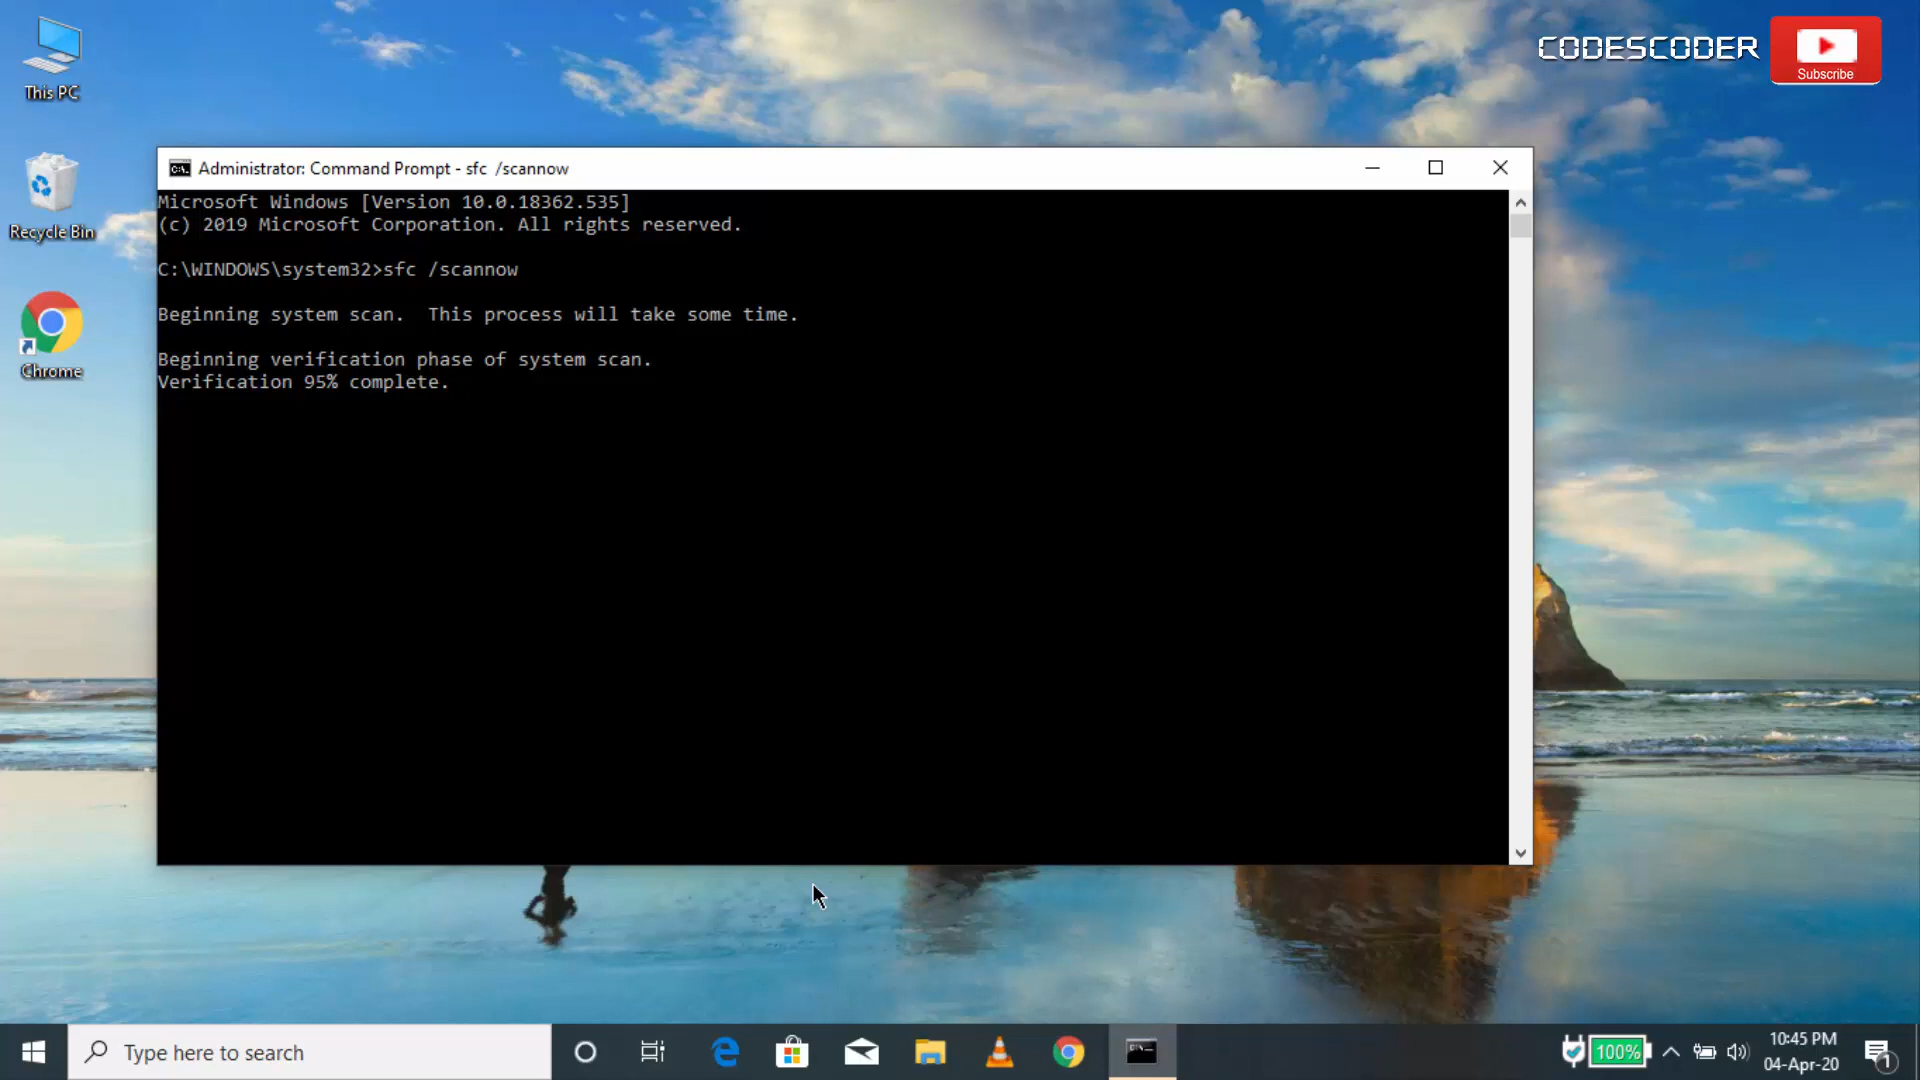 This PC
Recycle Bin
Chrome
CODESCODER
Subscribe
Administrator: Command Prompt - sfc  /scannow
Microsoft Windows [Version 10.0.18362.535]
(c) 2019 Microsoft Corporation. All rights reserved.
C:\WINDOWS\system32>sfc /scannow
Beginning system scan.  This process will take some time.
Beginning verification phase of system scan.
Verification 95% complete.
Type here to search
100%
10:45 PM
04-Apr-20
1